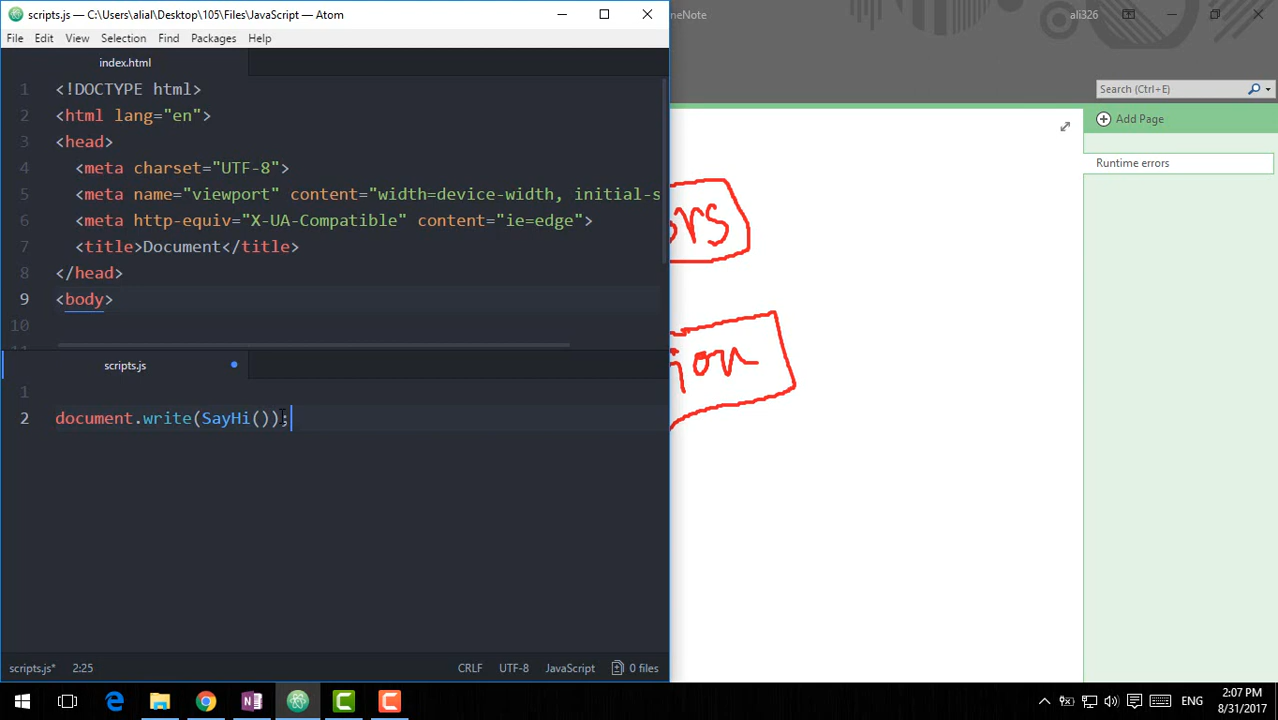 scripts.js — C:\Users\alial\Desktop\105\Files\JavaScript — Atom
File Edit View Selection Find Packages Help
index.html
1 <!DOCTYPE html>
2 <html lang="en">
3 <head>
4 <meta charset="UTF-8">
5 <meta name="viewport" content="width=device-width, initial-s
6 <meta http-equiv="X-UA-Compatible" content="ie=edge">
7 <title>Document</title>
8 </head>
9 <body>
10
scripts.js
1
2 document.write(SayHi());
scripts.js* 2:25 CRLF UTF-8 JavaScript 0 files
eNote ali326
Search (Ctrl+E)
Add Page
Runtime errors
ors
ion
ENG
2:07 PM
8/31/2017